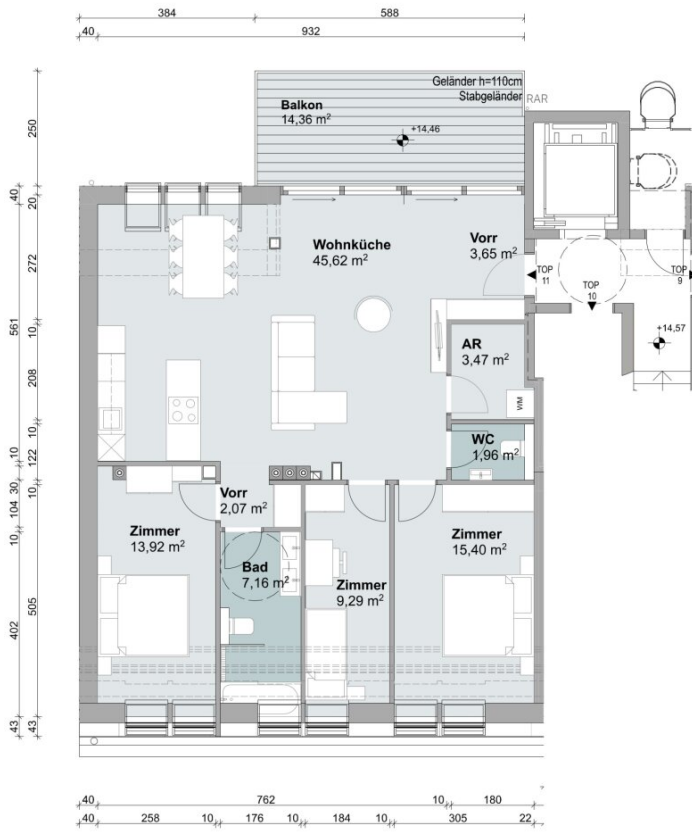 384 588
40 932
Geländer h=110cm
Stabgeländer
RAR
Balkon
14,36 m²
+14,46
250
40
20
Wohnküche
45,62 m²
Vorr
3,65 m²
TOP
11
TOP
10
TOP
9
272
+14,57
561
10
AR
3,47 m²
208
WM
10
WC
1,96 m²
10
122
30
10
Vorr
2,07 m²
104
Zimmer
13,92 m²
Zimmer
15,40 m²
10
Bad
7,16 m²
Zimmer
9,29 m²
505
402
43
43
40 762 10 180
40 258 10 176 10 184 10 305 22